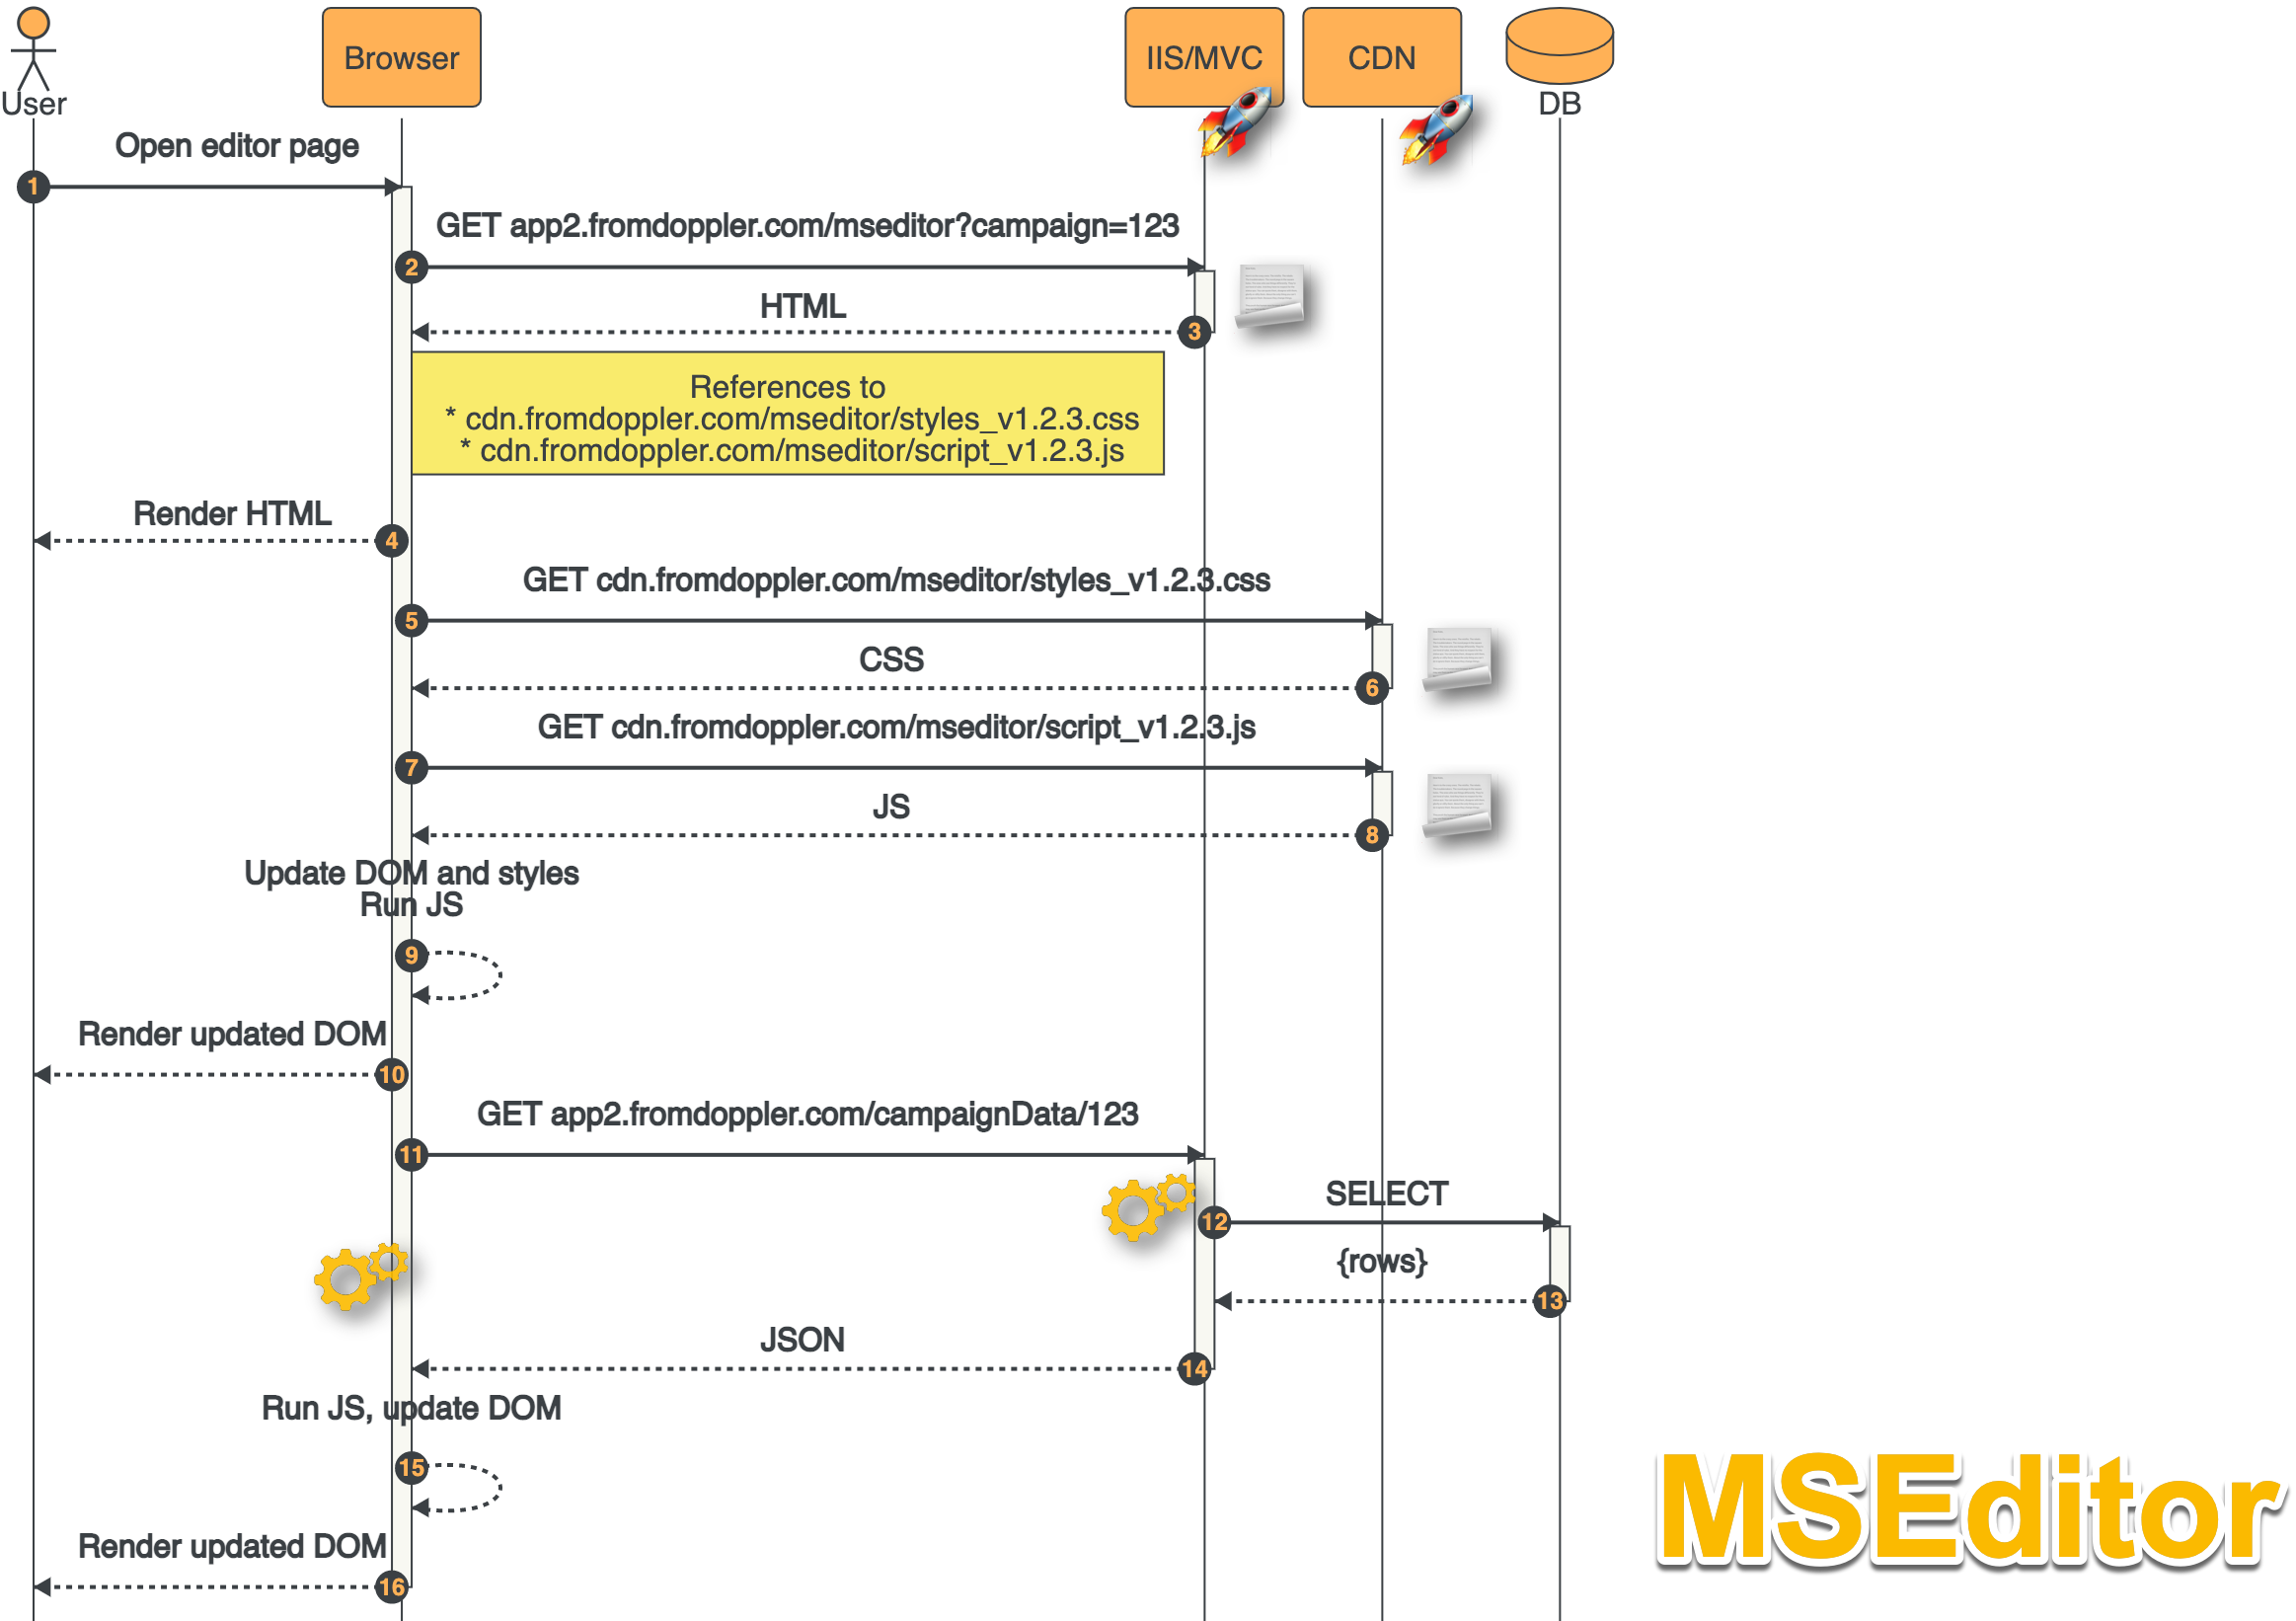 User
Browser
IIS/MVC
CDN
DB
Open editor page
1
GET app2.fromdoppler.com/mseditor?campaign=123
2
HTML
3
References to
* cdn.fromdoppler.com/mseditor/styles_v1.2.3.css
* cdn.fromdoppler.com/mseditor/script_v1.2.3.js
Render HTML
4
GET cdn.fromdoppler.com/mseditor/styles_v1.2.3.css
5
CSS
6
GET cdn.fromdoppler.com/mseditor/script_v1.2.3.js
7
JS
8
Update DOM and styles
Run JS
9
Render updated DOM
10
GET app2.fromdoppler.com/campaignData/123
11
SELECT
12
{rows}
13
JSON
14
Run JS, update DOM
15
Render updated DOM
16
MSEditor